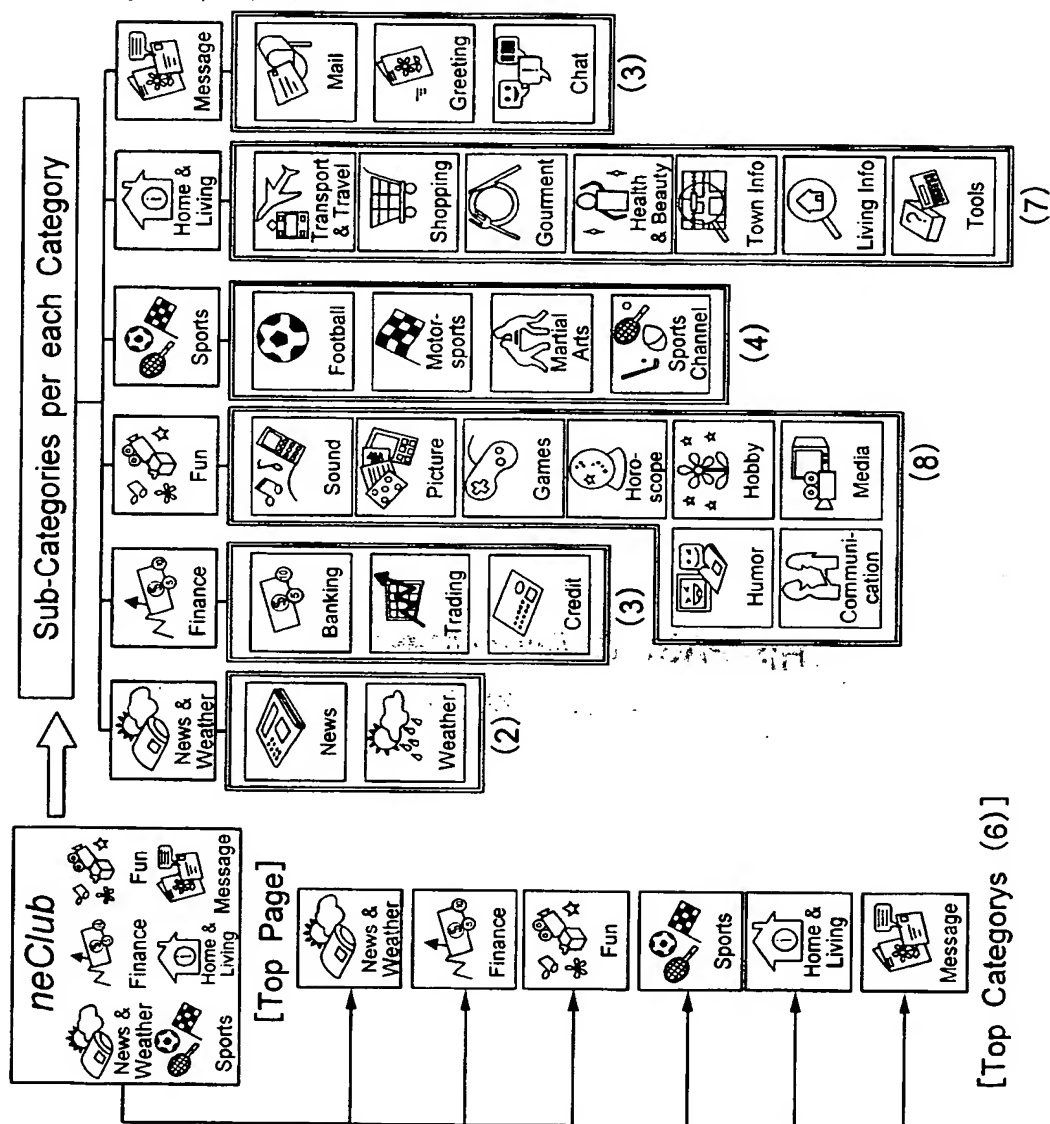 neClub
News &
Weather
Finance
Fun
Sports
Home &
Living
Message
[Top Page]
News &
Weather
Finance
Fun
Sports
Home &
Living
Message
[Top Categorys (6)]
Sub-Categories per each Category
News &
Weather
News
Weather
(2)
Finance
Banking
Trading
Credit
(3)
Fun
Sound
Picture
Games
Horo-
scope
Hobby
Media
Humor
Communi-
cation
(8)
Sports
Football
Motor-
sports
Martial
Arts
Sports
Channel
(4)
Home &
Living
Transport
& Travel
Shopping
Gourment
Health
& Beauty
Town Info
Living Info
Tools
(7)
Message
Mail
Greeting
Chat
(3)